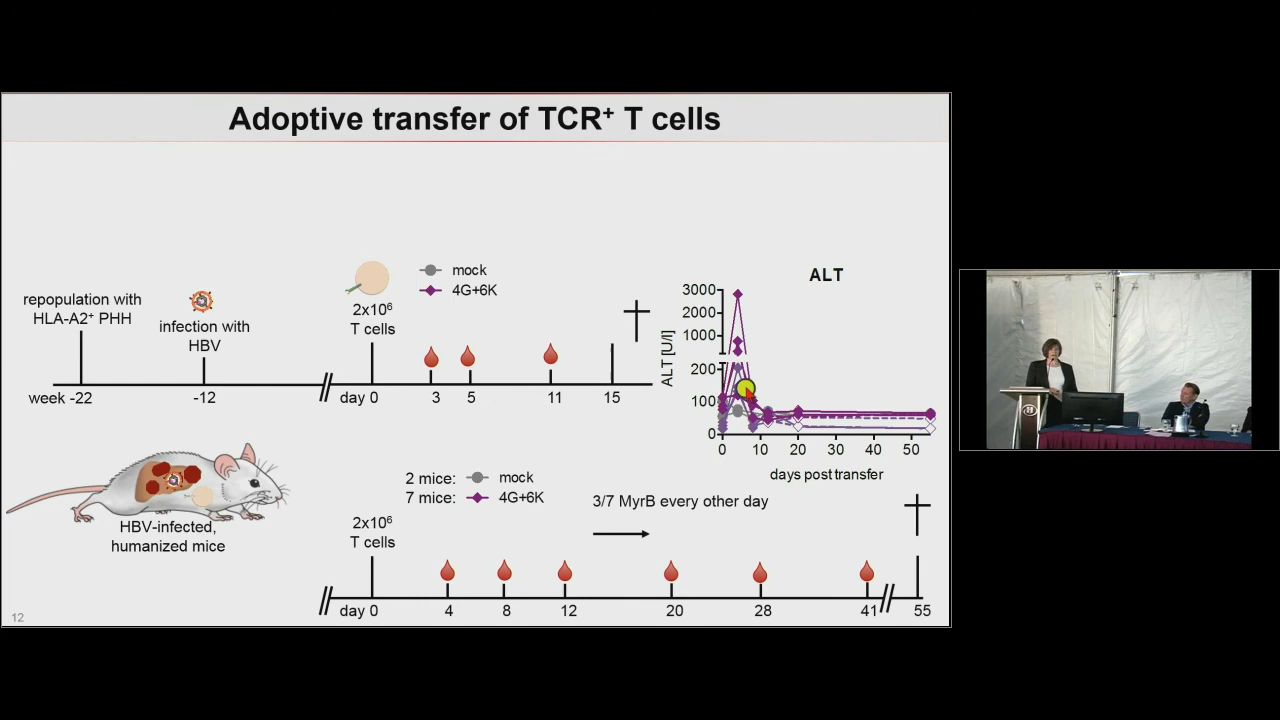 Adoptive transfer of TCR⁺ T cells
repopulation with
HLA-A2⁺ PHH
infection with
HBV
2x10⁶
T cells
mock
4G+6K
week -22
-12
day 0
3
5
11
15
ALT
ALT [U/l]
3000
2000
1000
200
100
0
0
10
20
30
40
50
days post transfer
HBV-infected,
humanized mice
2 mice: mock
7 mice: 4G+6K
3/7 MyrB every other day
2x10⁶
T cells
day 0
4
8
12
20
28
41
55
12